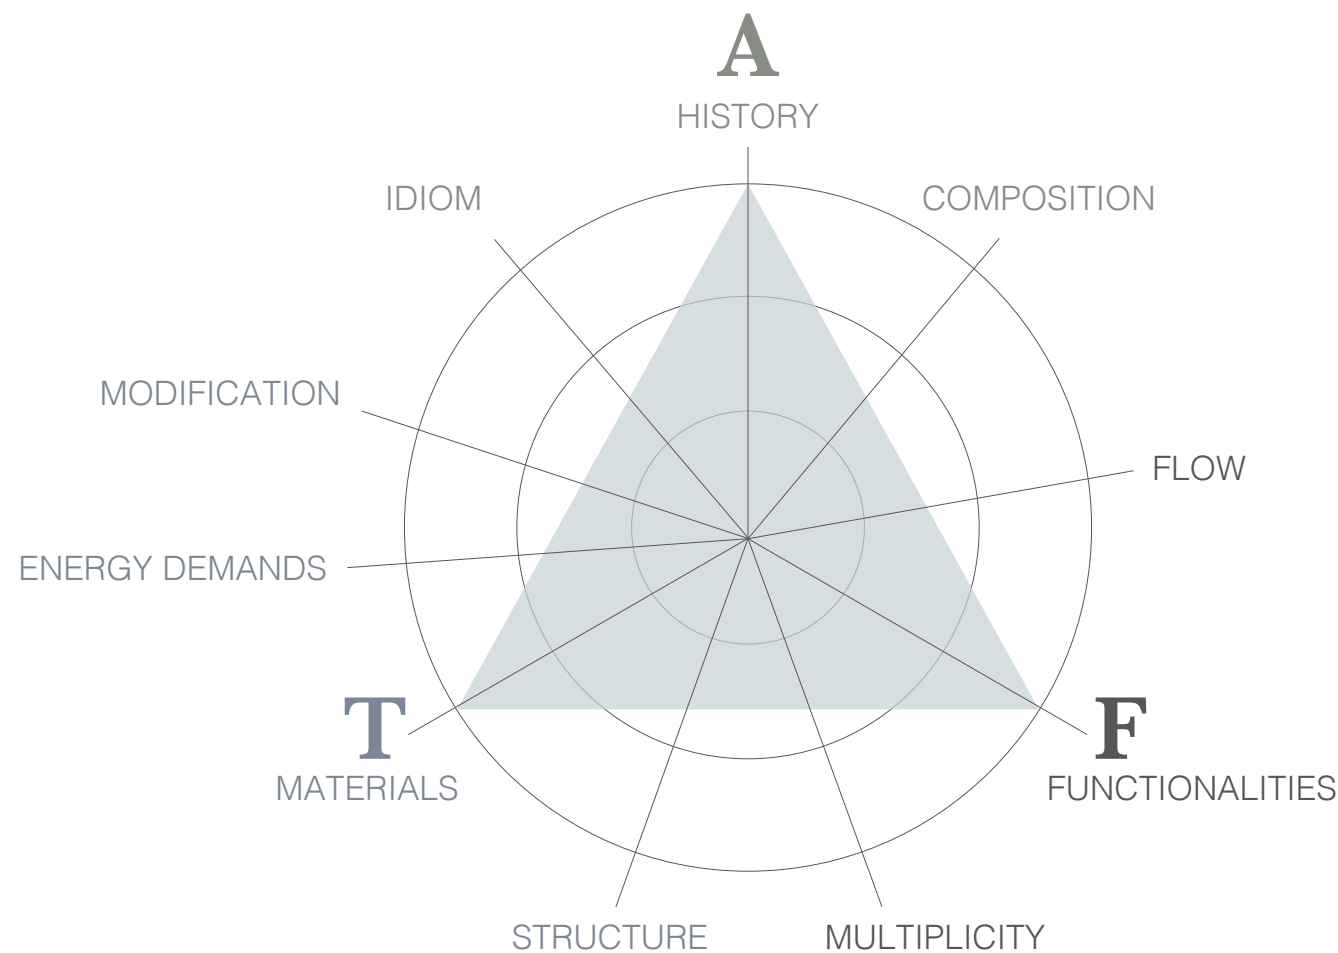 A
HISTORY
IDIOM
COMPOSITION
MODIFICATION
FLOW
ENERGY DEMANDS
T
F
MATERIALS
FUNCTIONALITIES
STRUCTURE
MULTIPLICITY